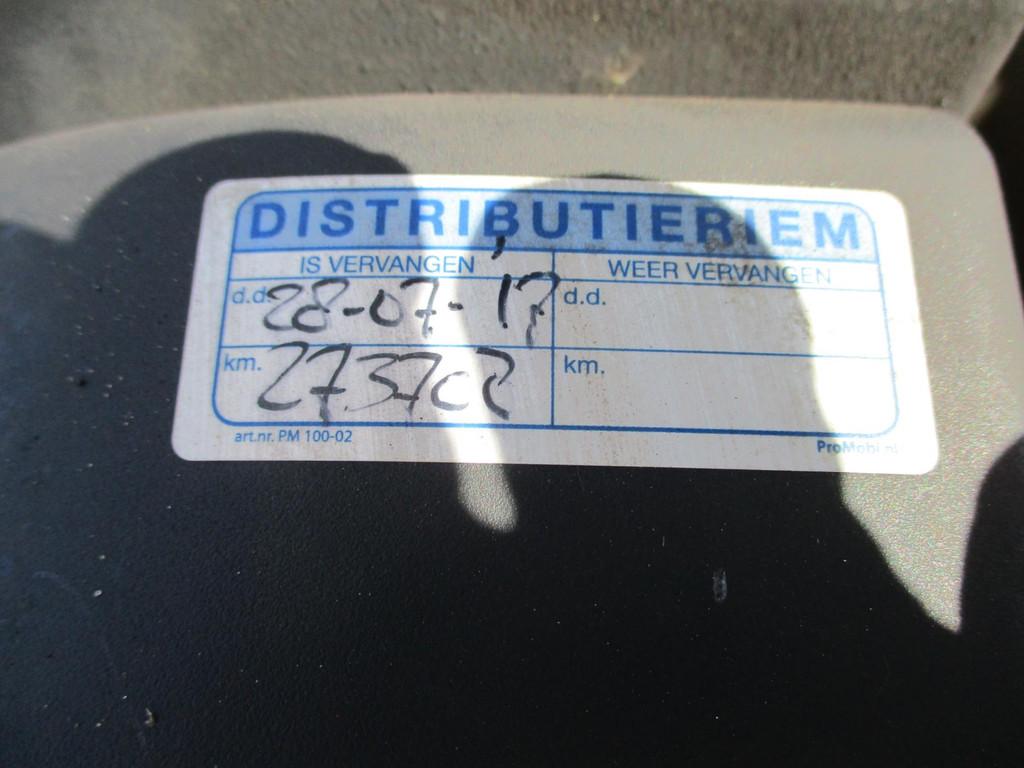 DISTRIBUTIERIEM
IS VERVANGEN WEER VERVANGEN
d.d. 28-07-'17 d.d.
km. 273702 km.
art.nr. PM 100-02 ProMobi.nl